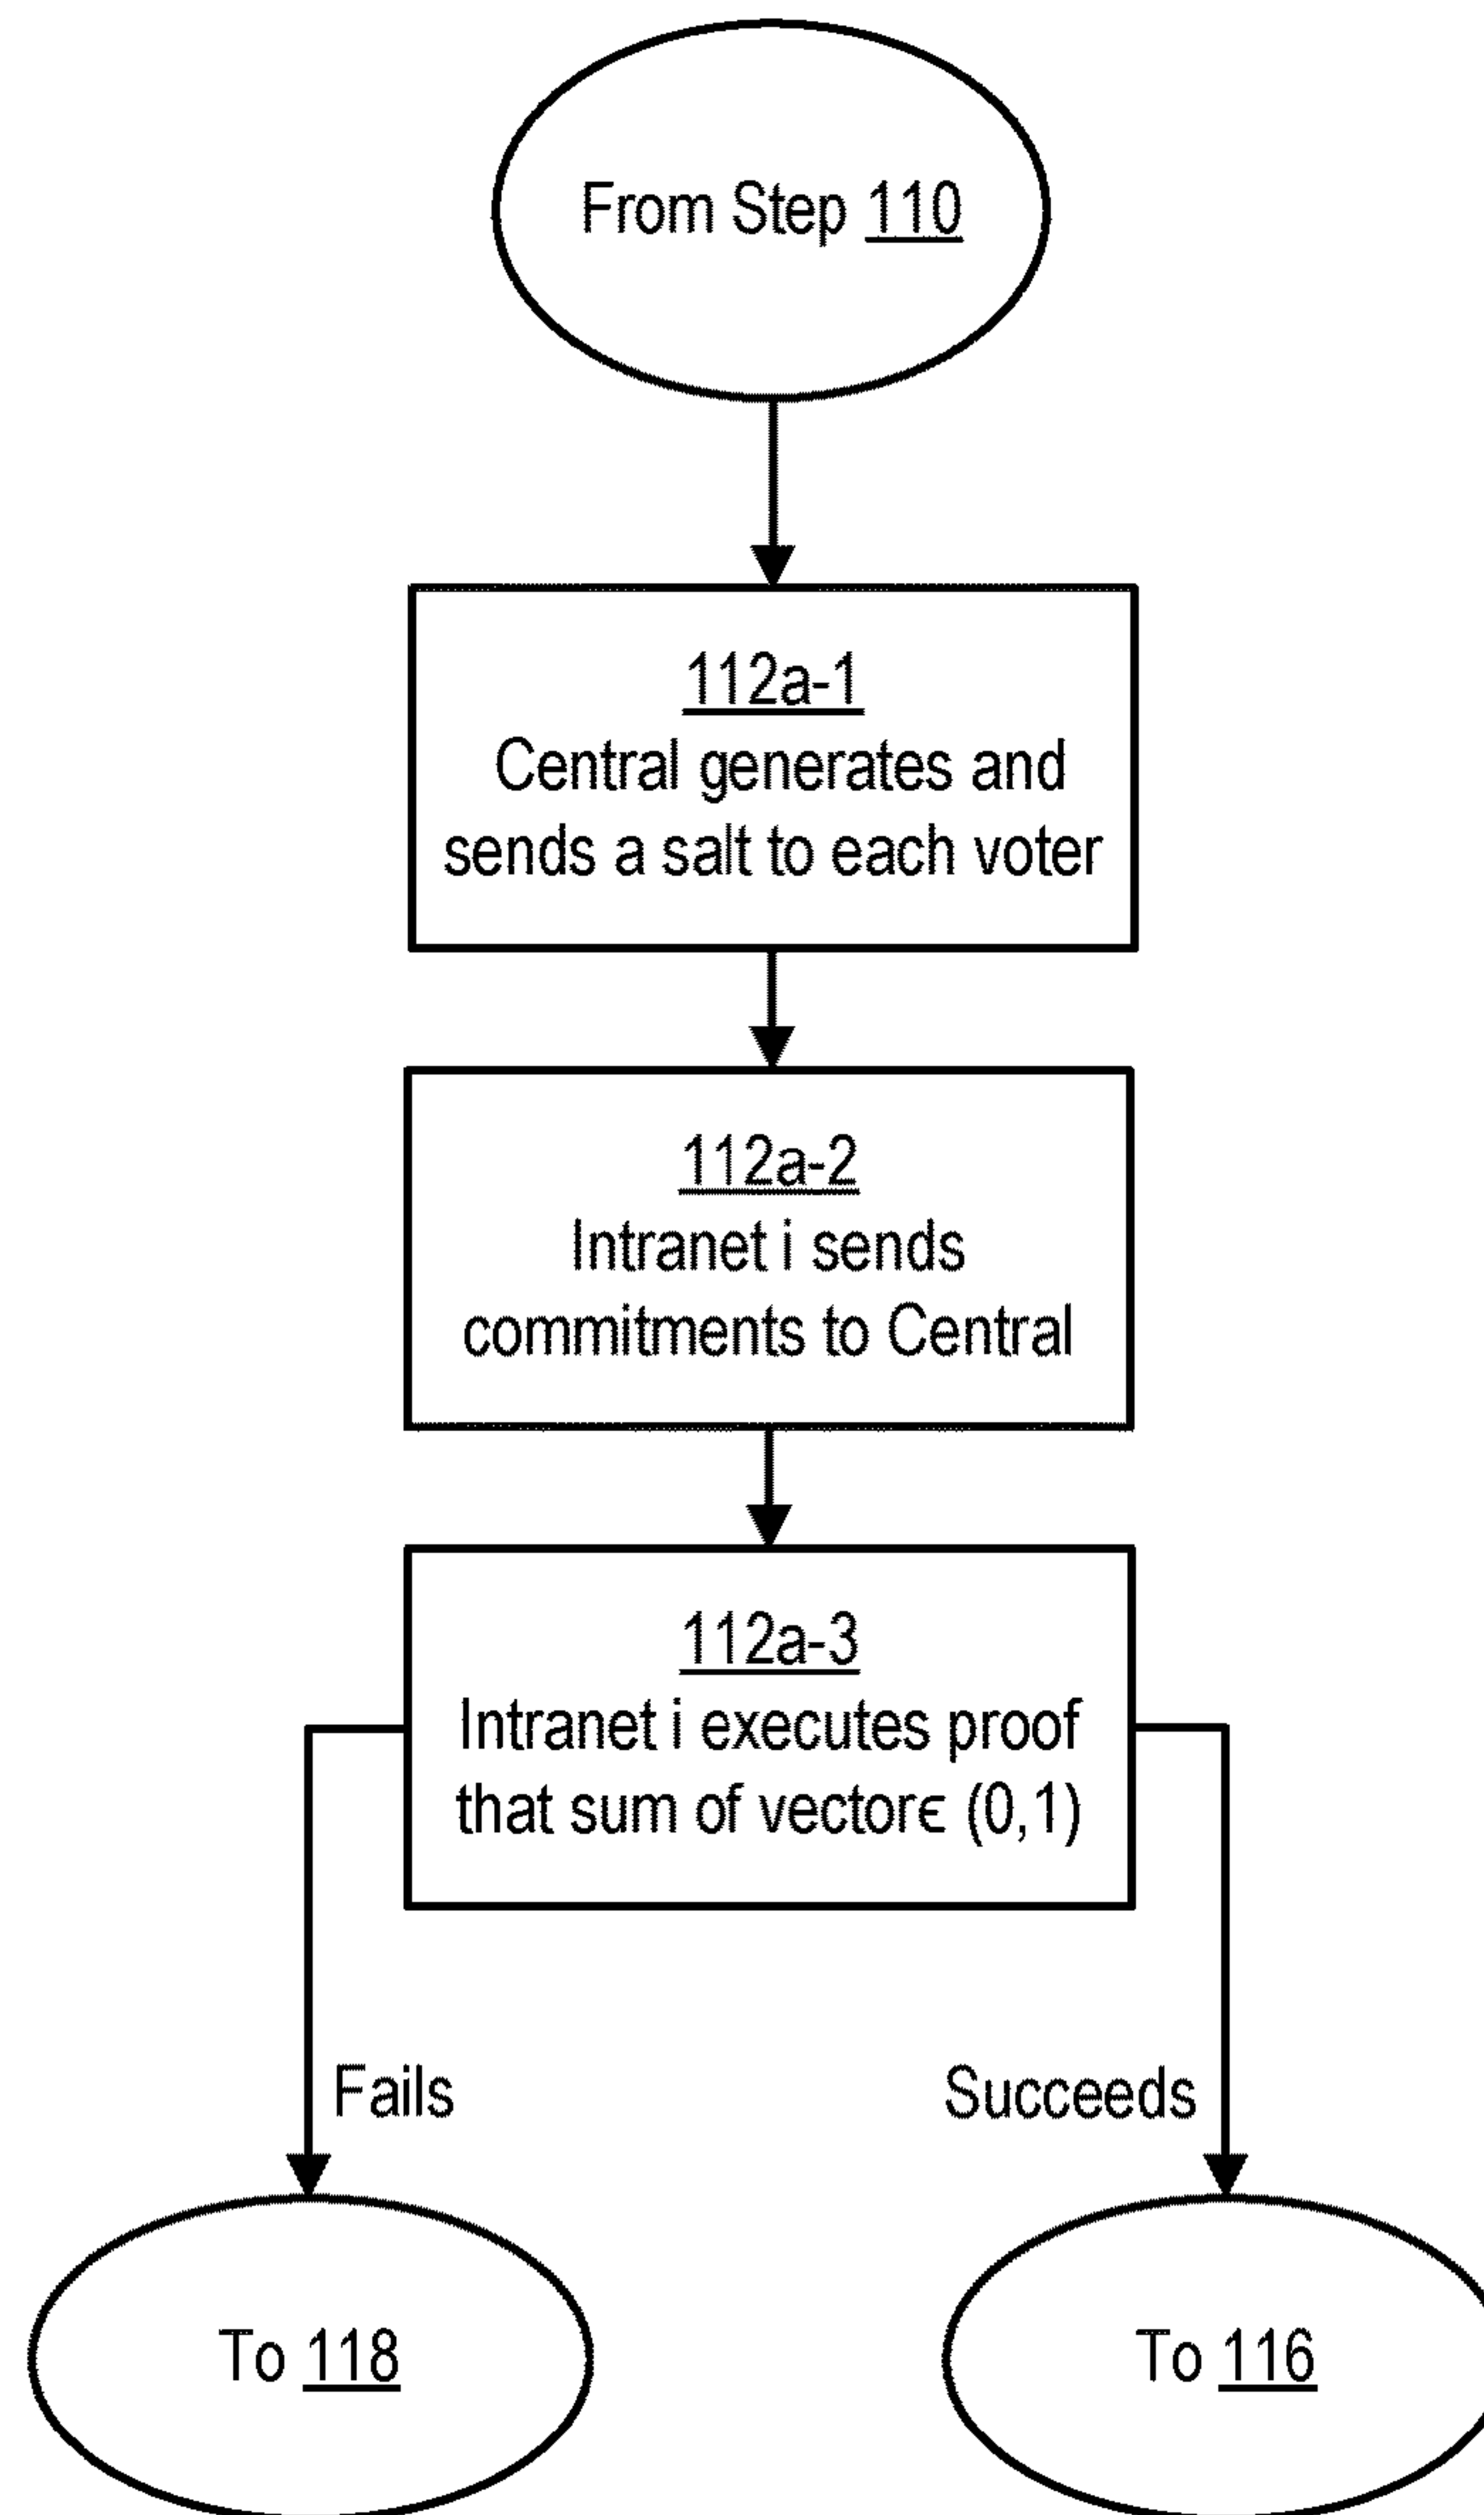 From Step 110
112a-1
Central generates and
sends a salt to each voter
112a-2
Intranet i sends
commitments to Central
112a-3
Intranet i executes proof
that sum of vectorϵ (0,1)
Fails
Succeeds
To 118
To 116